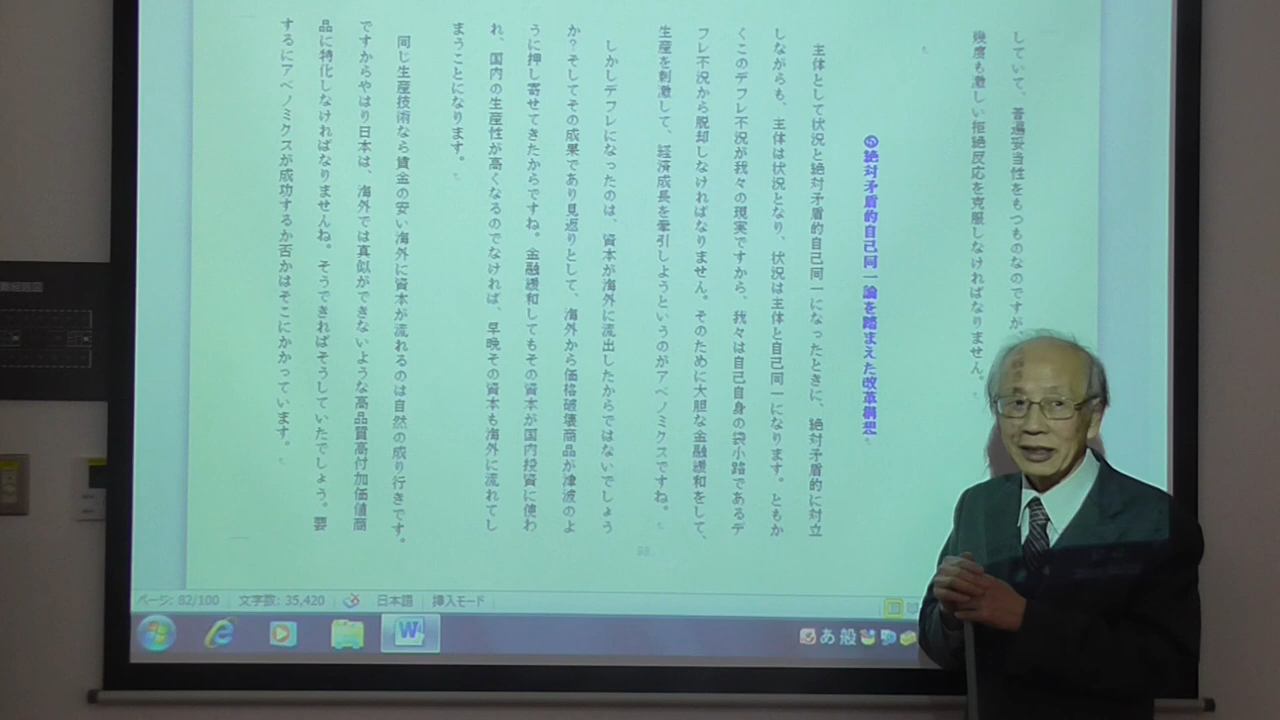 していて、普遍妥当性をもつものなのですが
幾度も激しい拒絶反応を克服しなければなりません。
⑤絶対矛盾的自己同一論を踏まえた改革構想
主体として状況と絶対矛盾的自己同一になったときに、絶対矛盾的に対立
しながらも、主体は状況となり、状況は主体と自己同一になります。ともか
くこのデフレ不況が我々の現実ですから、我々は自己自身の袋小路であるデ
フレ不況から脱却しなければなりません。そのために大胆な金融緩和をして、
生産を刺激して、経済成長を牽引しようというのがアベノミクスですね。
しかしデフレになったのは、資本が海外に流出したからではないでしょう
か?そしてその成果であり見返りとして、海外から価格破壊商品が津波のよ
うに押し寄せてきたからですね。金融緩和してもその資本が国内投資に使わ
れ、国内の生産性が高くなるのでなければ、早晩その資本も海外に流れてし
まうことになります。
同じ生産技術なら賃金の安い海外に資本が流れるのは自然の成り行きです。
ですからやはり日本は、海外では真似ができないような高品質高付加価値商
品に特化しなければなりませんね。そうできればそうしていたでしょう。要
するにアベノミクスが成功するか否かはそこにかかっています。
ページ: 82/100 文字数: 35,420 日本語 挿入モード
あ 般